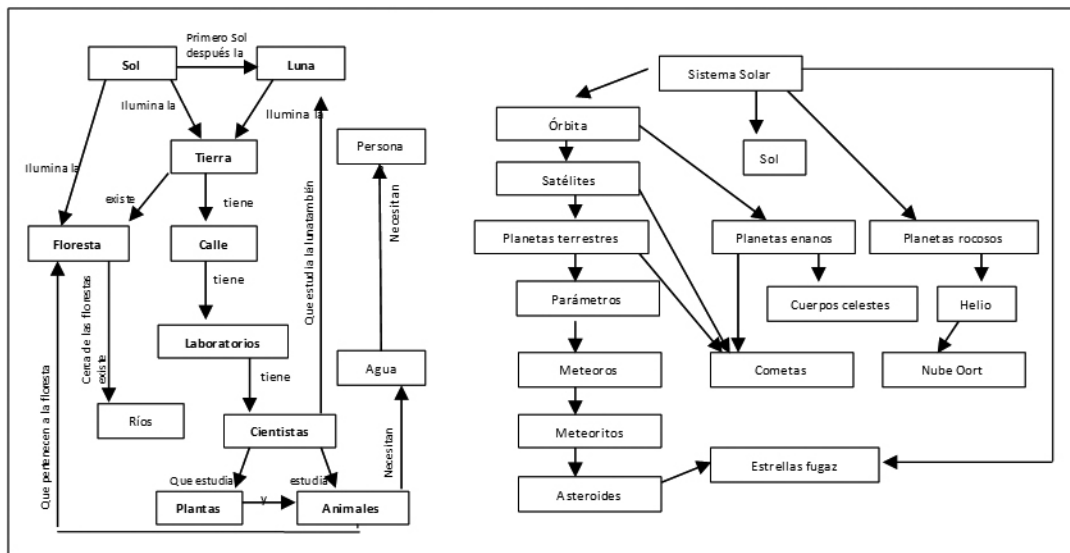 Primero Sol
después la
Sol
Luna
Ilumina la
Ilumina la
Tierra
Persona
Ilumina la
existe
tiene
Necesitan
Floresta
Calle
Que estudia la lunatambién
tiene
Cerca de las florestas
existe
Laboratorios
Agua
tiene
Que pertenecen a la floresta
Ríos
Cientistas
Necesitan
Que estudia
estudia
y
Plantas
Animales
Sistema Solar
Órbita
Sol
Satélites
Planetas terrestres
Planetas enanos
Planetas rocosos
Parámetros
Cuerpos celestes
Helio
Meteoros
Cometas
Nube Oort
Meteoritos
Estrellas fugaz
Asteroides